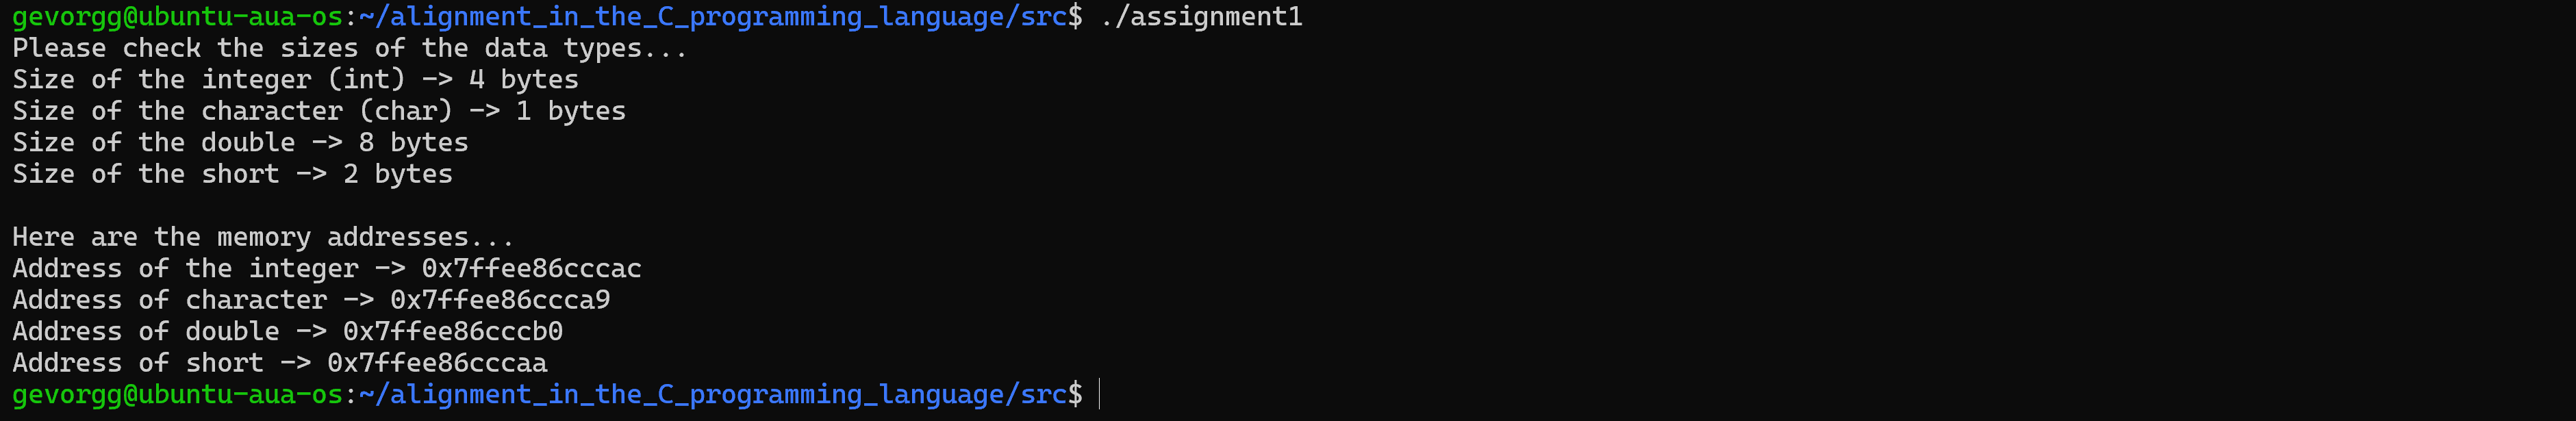 gevorgg@ubuntu-aua-os:~/alignment_in_the_C_programming_language/src$ ./assignment1
Please check the sizes of the data types...
Size of the integer (int) -> 4 bytes
Size of the character (char) -> 1 bytes
Size of the double -> 8 bytes
Size of the short -> 2 bytes

Here are the memory addresses...
Address of the integer -> 0x7ffee86cccac
Address of character -> 0x7ffee86ccca9
Address of double -> 0x7ffee86cccb0
Address of short -> 0x7ffee86cccaa
gevorgg@ubuntu-aua-os:~/alignment_in_the_C_programming_language/src$